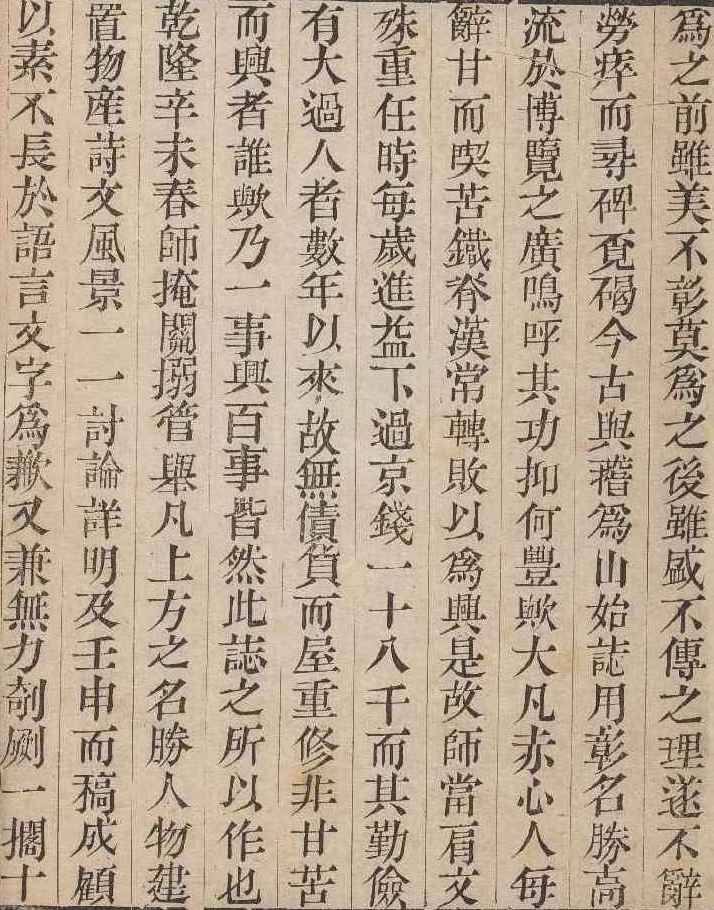 爲之前雖美不彰莫爲之後雖盛不傳之理遂不辭
勞瘁而尋碑覔碣今古與稽爲山始誌用彰名勝高
流於博覽之廣嗚呼其功抑何豐歟大凡赤心人每
辭甘而喫苦鐵脊漢常轉敗以爲興是故師當肩文
殊重任時每歲進益不過京錢一十八千而其勤儉
有大過人者數年以來故無債貨而屋重修非甘苦
而興者誰歟乃一事興百事皆然此誌之所以作也
乾隆辛未春師掩關搦管舉凡上方之名勝人物建
置物産詩文風景一一討論詳明及壬申而稿成顧
以素不長於語言文字爲歉又兼無力剞劂一擱十